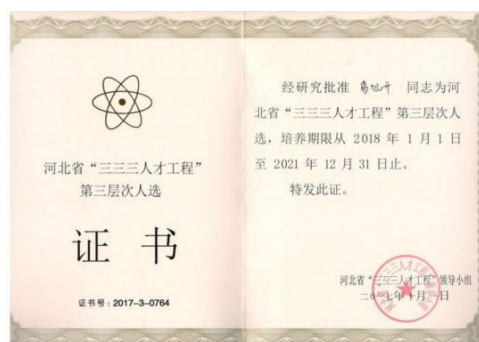 河北省“三三三人才工程”
第三层次人选
证 书
证书号:2017-3-0764
经研究批准 同志为河
北省“三三三人才工程”第三层次人
选，培养期限从 2018 年 1 月 1 日
至 2021 年 12 月 31 日止。
特发此证。
河北省“三三三人才工程”领导小组